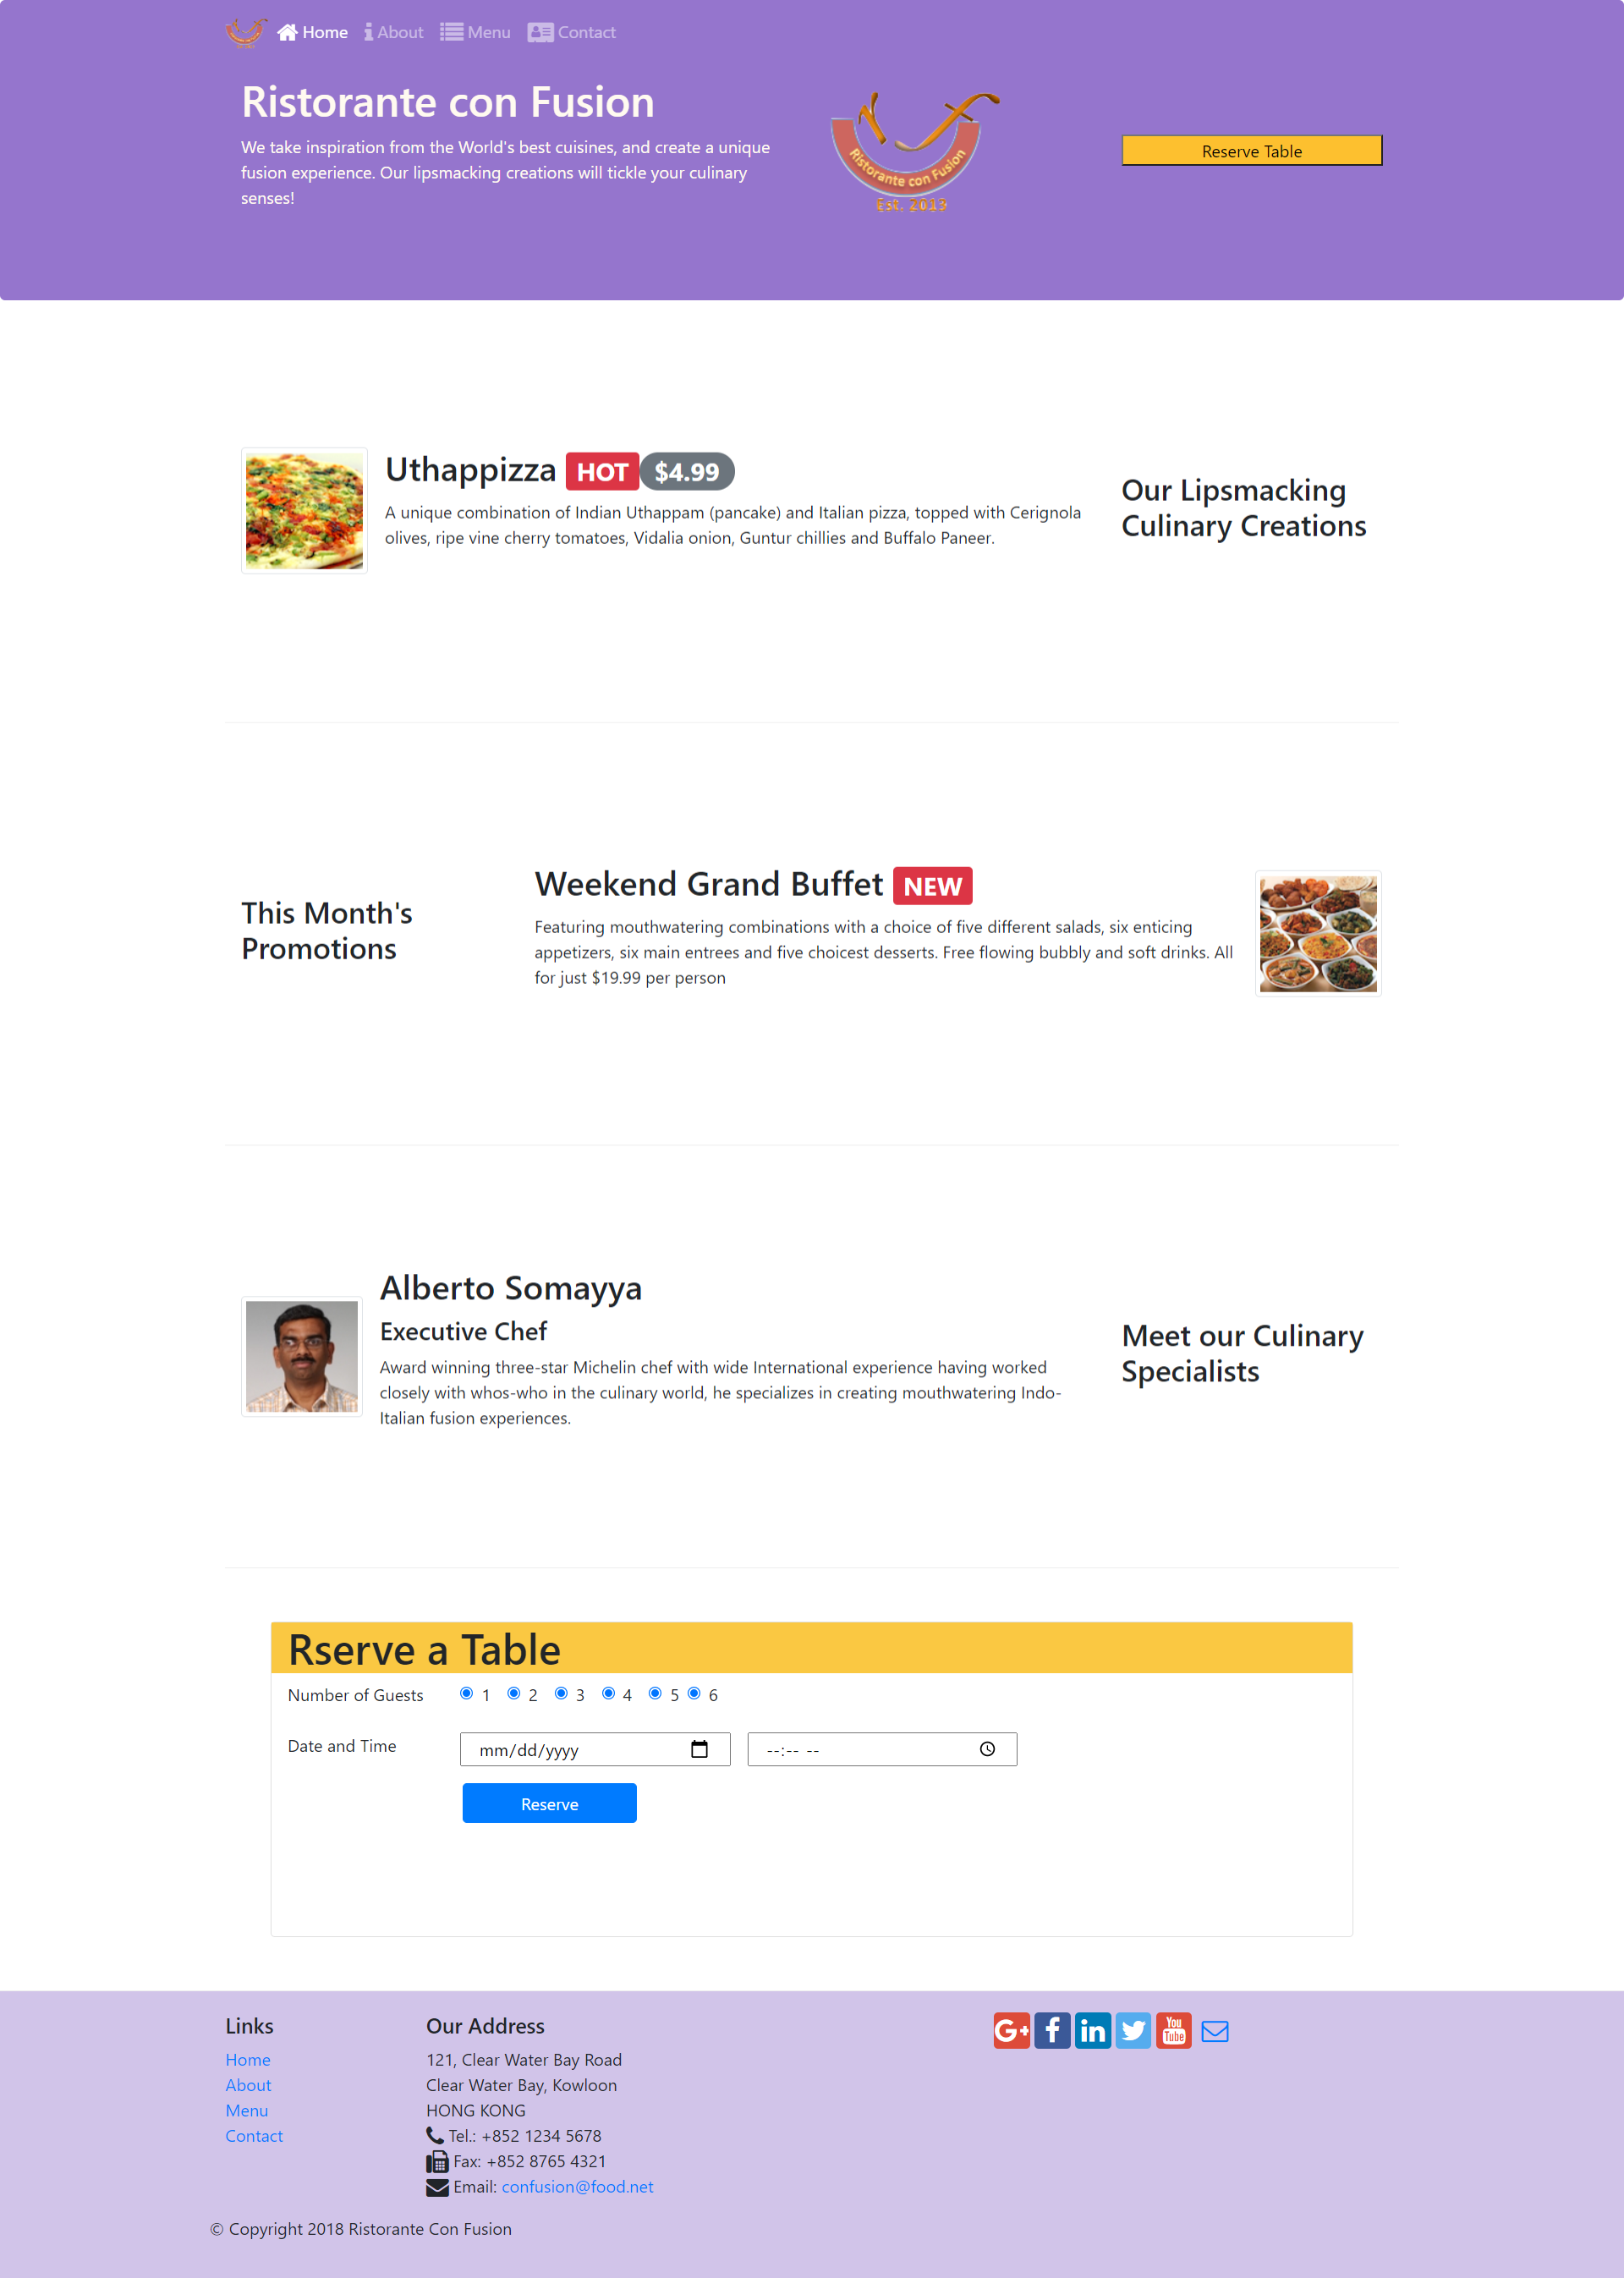 Home About Menu Contact
Ristorante con Fusion
We take inspiration from the World's best cuisines, and create a unique
fusion experience. Our lipsmacking creations will tickle your culinary
senses!
Ristorante con Fusion
Est. 2013
Reserve Table
Uthappizza HOT $4.99
A unique combination of Indian Uthappam (pancake) and Italian pizza, topped with Cerignola
olives, ripe vine cherry tomatoes, Vidalia onion, Guntur chillies and Buffalo Paneer.
Our Lipsmacking
Culinary Creations
This Month's
Promotions
Weekend Grand Buffet NEW
Featuring mouthwatering combinations with a choice of five different salads, six enticing
appetizers, six main entrees and five choicest desserts. Free flowing bubbly and soft drinks. All
for just $19.99 per person
Alberto Somayya
Executive Chef
Award winning three-star Michelin chef with wide International experience having worked
closely with whos-who in the culinary world, he specializes in creating mouthwatering Indo-
Italian fusion experiences.
Meet our Culinary
Specialists
Rserve a Table
Number of Guests 1 2 3 4 5 6
Date and Time mm/dd/yyyy --:-- --
Reserve
Links
Home
About
Menu
Contact
Our Address
121, Clear Water Bay Road
Clear Water Bay, Kowloon
HONG KONG
Tel.: +852 1234 5678
Fax: +852 8765 4321
Email: confusion@food.net
G+ f in You Tube
© Copyright 2018 Ristorante Con Fusion